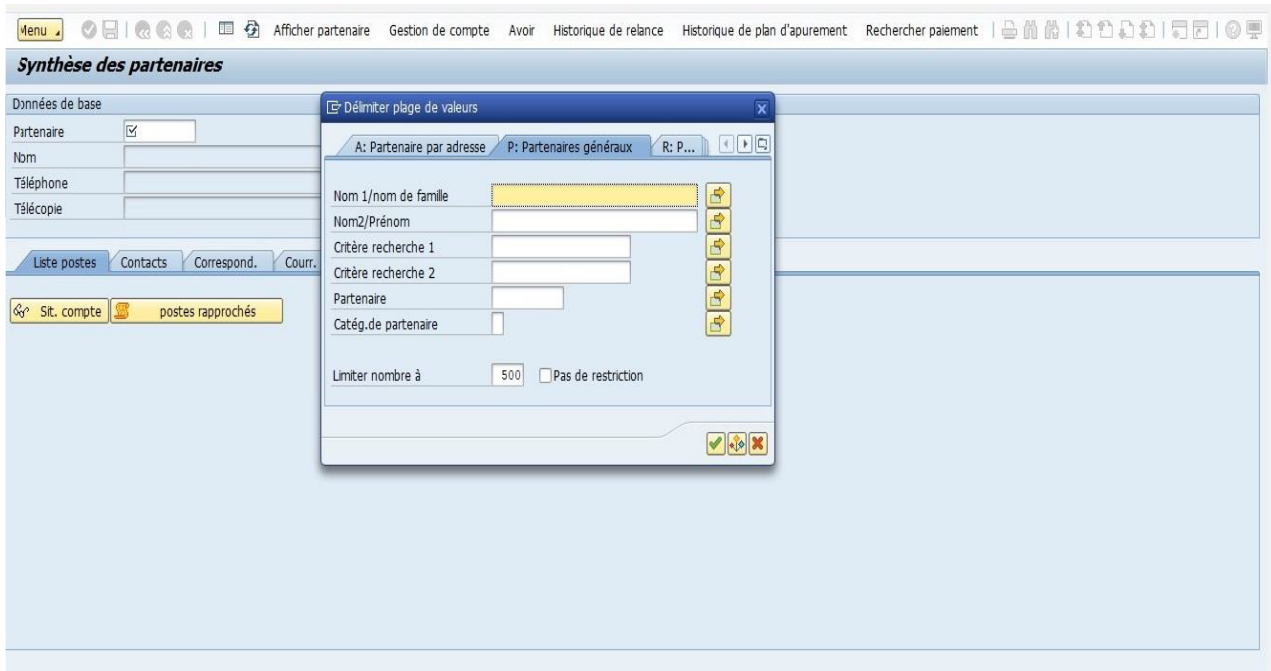 Menu Afficher partenaire Gestion de compte Avoir Historique de relance Historique de plan d'apurement Rechercher paiement
Synthèse des partenaires
Données de base
Partenaire
Nom
Téléphone
Télécopie
Liste postes Contacts Correspond. Courr.
Sit. compte postes rapprochés
Délimiter plage de valeurs
A: Partenaire par adresse P: Partenaires généraux R: P...
Nom 1/nom de famille
Nom2/Prénom
Critère recherche 1
Critère recherche 2
Partenaire
Catég.de partenaire
Limiter nombre à 500 Pas de restriction